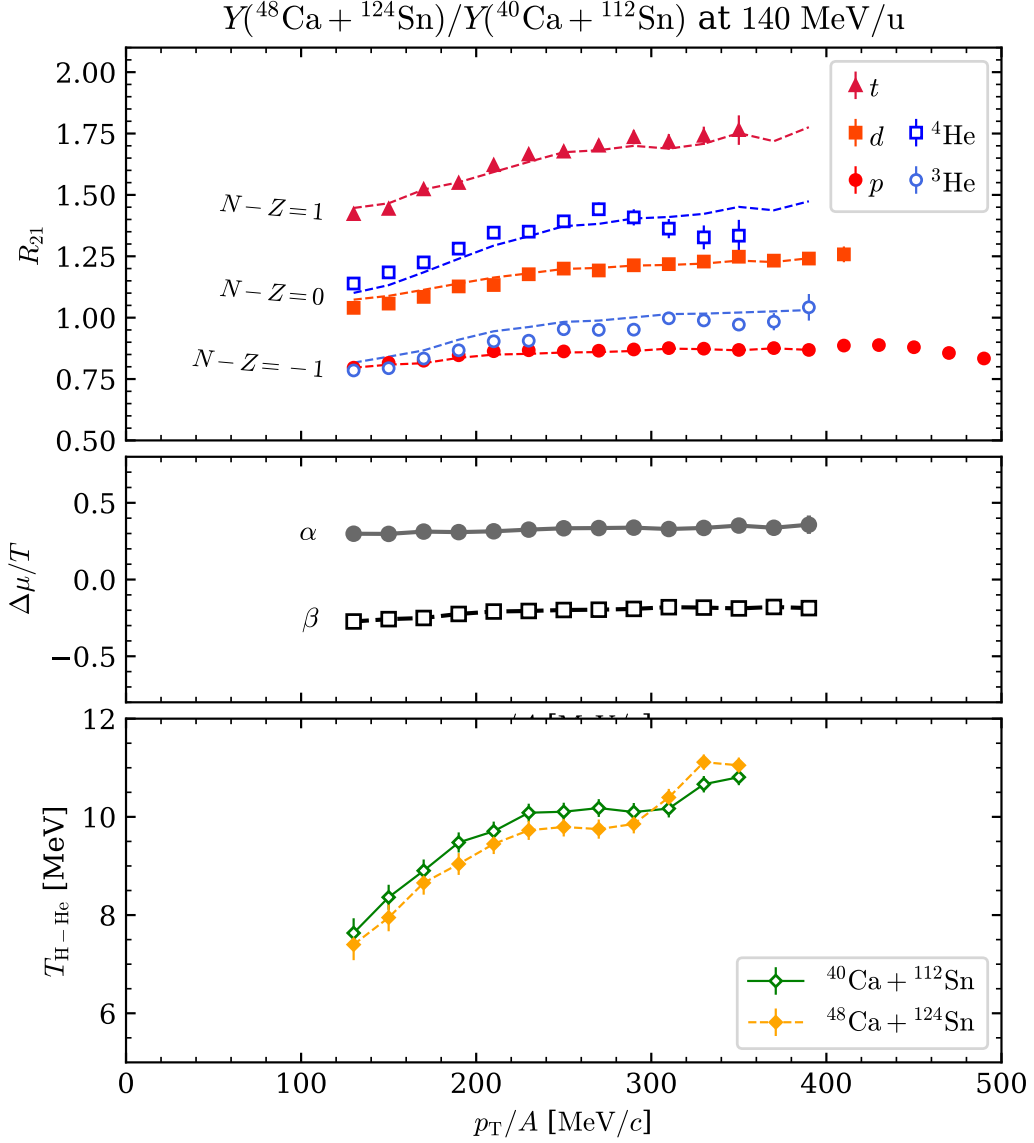 Y(⁴⁸Ca + ¹²⁴Sn)/Y(⁴⁰Ca + ¹¹²Sn) at 140 MeV/u
2.00
1.75
1.50
1.25
1.00
0.75
0.50
R₂₁
t
d
⁴He
p
³He
N − Z = 1
N − Z = 0
N − Z = −1
0.5
0.0
−0.5
Δμ/T
α
β
12
10
8
6
T_H − He [MeV]
⁴⁰Ca + ¹¹²Sn
⁴⁸Ca + ¹²⁴Sn
0 100 200 300 400 500
p_T/A [MeV/c]